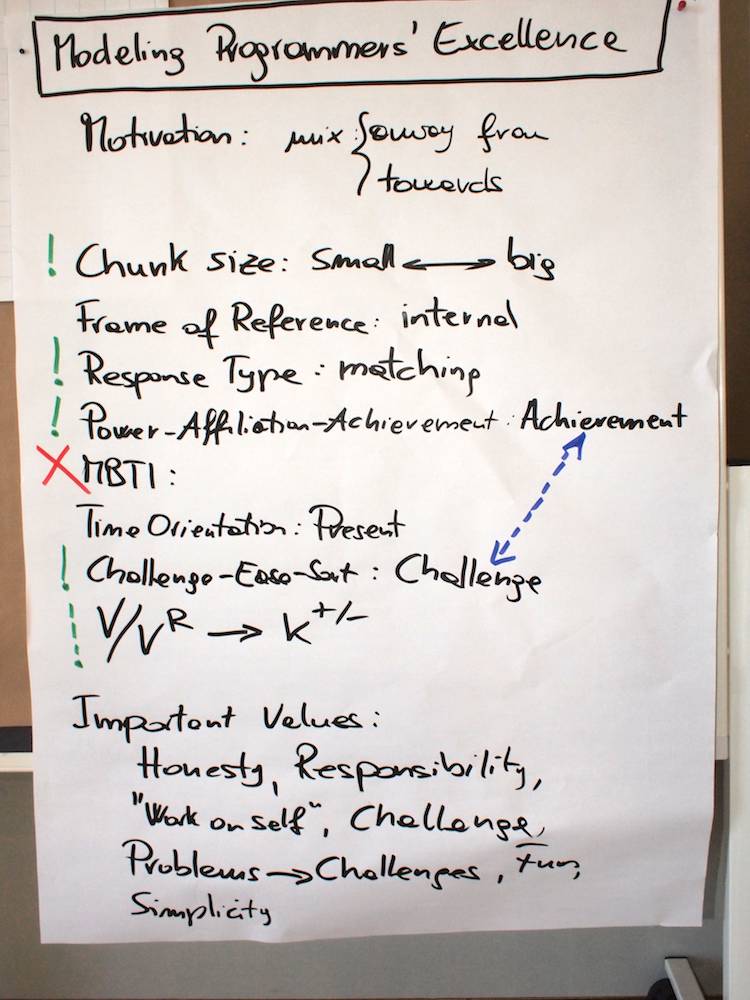 Modeling Programmers' Excellence
Motivation: mix { away from
towards
! Chunk size: Small ⟷ big
Frame of Reference: internal
! Response Type: matching
! Power-Affiliation-Achievement: Achievement
X MBTI:
Time Orientation: Present
! Challenge-Ease-Sort: Challenge
! V/V^R → K^+/-
Important Values:
Honesty, Responsibility,
"Work on self", Challenge,
Problems → Challenges, Fun,
Simplicity